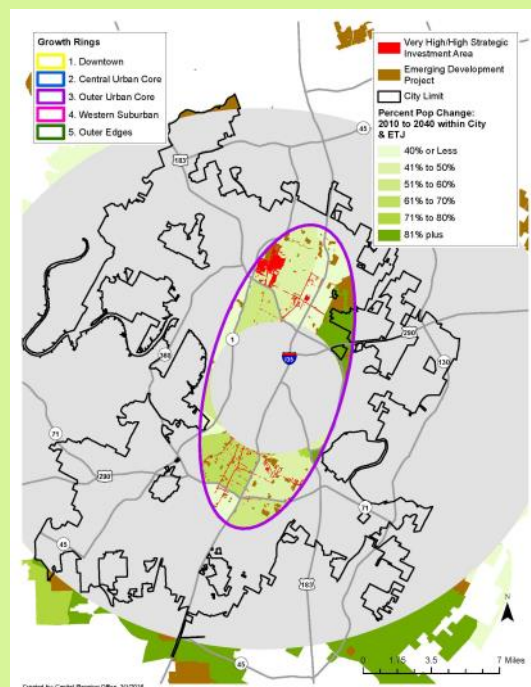 Growth Rings
1. Downtown
2. Central Urban Core
3. Outer Urban Core
4. Western Suburban
5. Outer Edges
Very High/High Strategic
Investment Area
Emerging Development
Project
City Limit
Percent Pop Change:
2010 to 2040 within City
& ETJ
40% or Less
41% to 50%
51% to 60%
61% to 70%
71% to 80%
81% plus
45
183
1
360
35
290
130
71
290
71
45
183
45
N
0
3.5
7 Miles